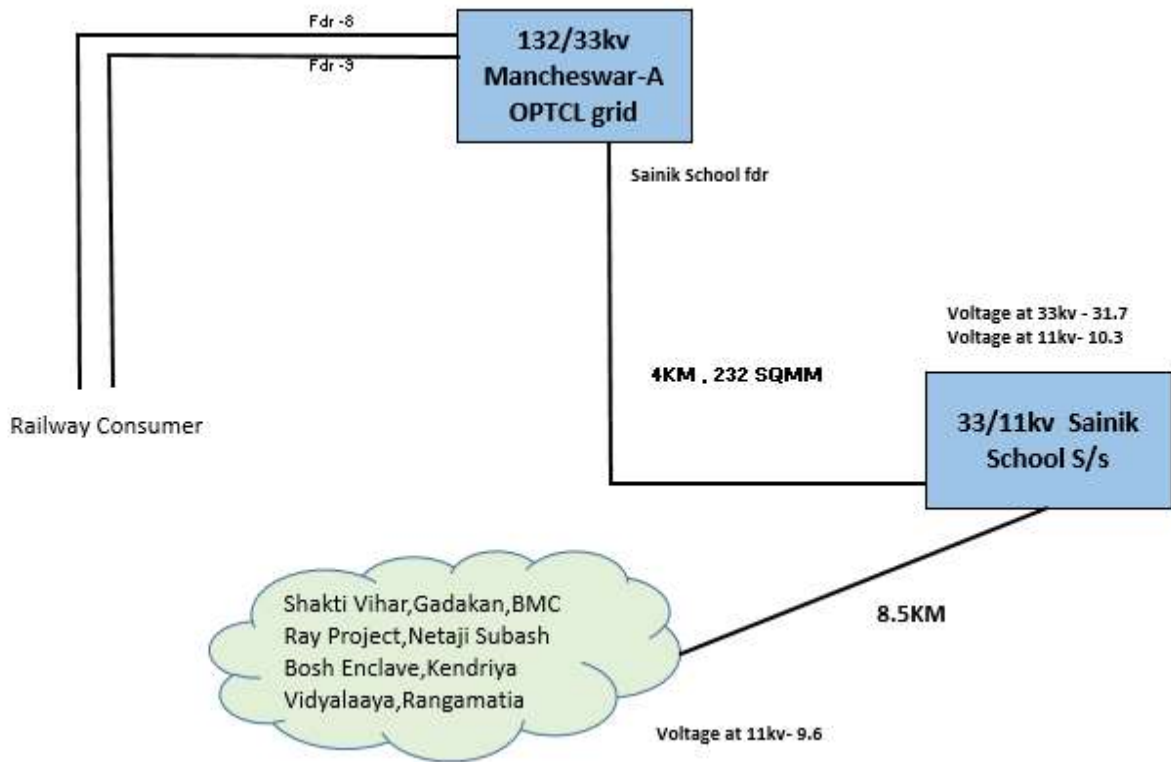 Fdr -8
Fdr -9
132/33kv
Mancheswar-A
OPTCL grid
Sainik School fdr
Voltage at 33kv - 31.7
Voltage at 11kv- 10.3
4KM , 232 SQMM
Railway Consumer
33/11kv Sainik
School S/s
Shakti Vihar,Gadakan,BMC
Ray Project,Netaji Subash
Bosh Enclave,Kendriya
Vidyalaaya,Rangamatia
8.5KM
Voltage at 11kv- 9.6